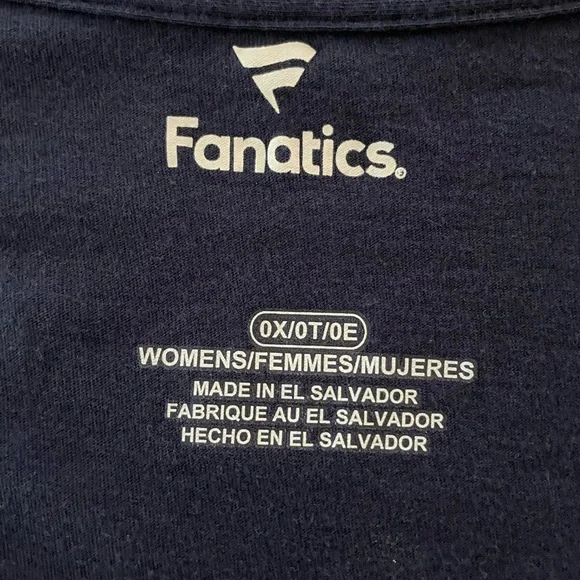 Fanatics.
0X/0T/0E
WOMENS/FEMMES/MUJERES
MADE IN EL SALVADOR
FABRIQUE AU EL SALVADOR
HECHO EN EL SALVADOR